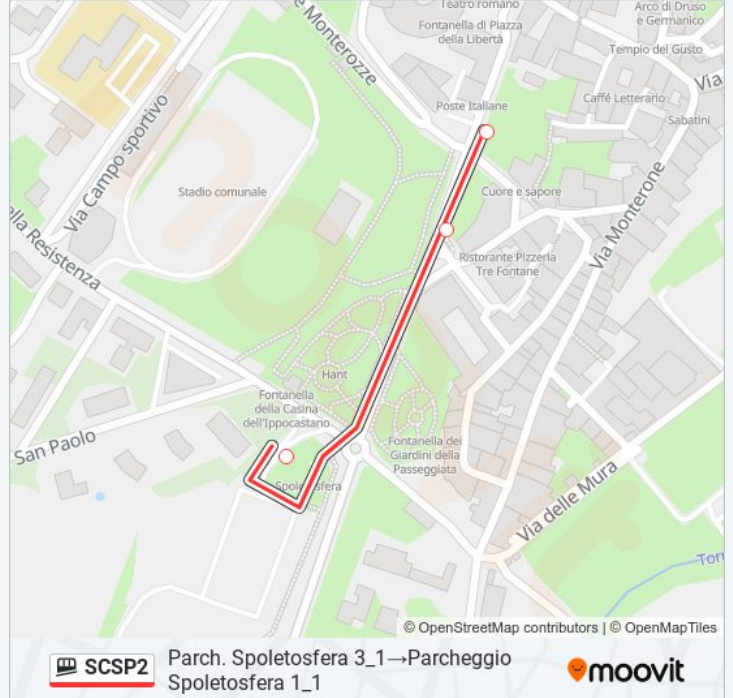 Teatro romano
Arco di Druso
e Germanico
e Monterozze
Fontanella di Piazza
della Libertà
Tempio del Gusto
Via
Poste Italiane
Caffé Letterario
Sabatini
Via Campo sportivo
Stadio comunale
Cuore e sapore
Via Monterone
ella Resistenza
Ristorante Pizzeria
Tre Fontane
Hant
Fontanella
della Casina
dell'Ippocastano
San Paolo
Fontanella dei
Giardini della
Passeggiata
Spoletosfera
Via delle Mura
Ton
© OpenStreetMap contributors | © OpenMapTiles
SCSP2
Parch. Spoletosfera 3_1→Parcheggio
Spoletosfera 1_1
moovit